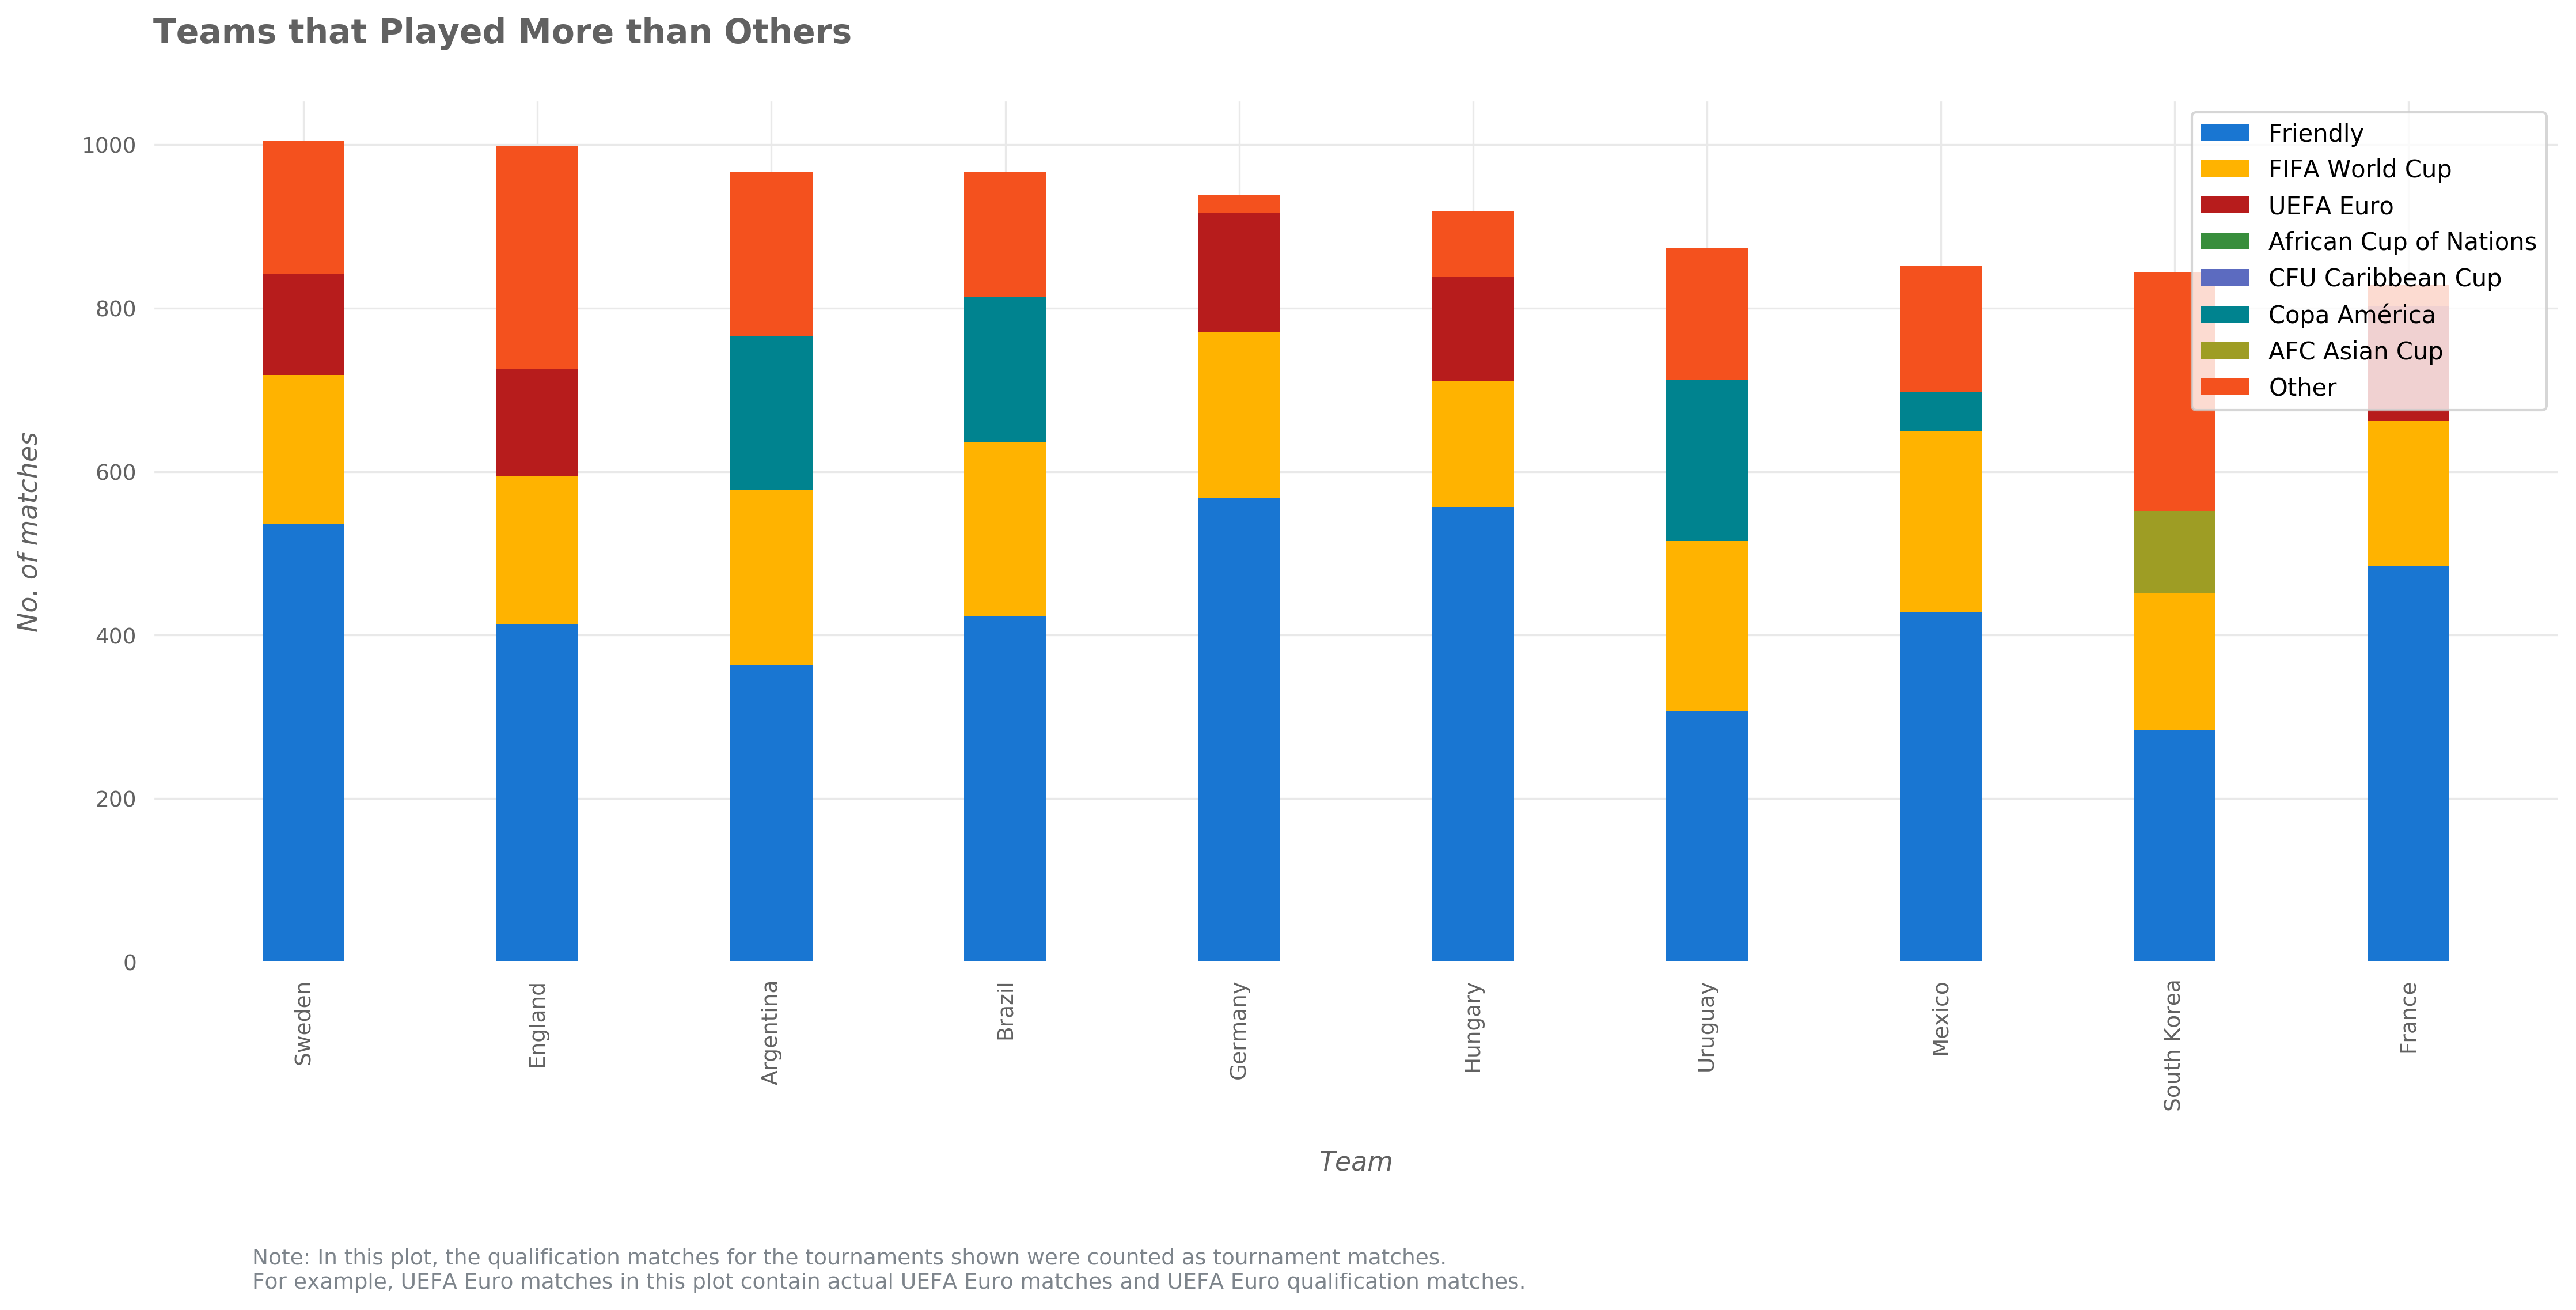 Teams that Played More than Others
1000
800
600
400
200
0
No. of matches
Friendly
FIFA World Cup
UEFA Euro
African Cup of Nations
CFU Caribbean Cup
Copa América
AFC Asian Cup
Other
Sweden
England
Argentina
Brazil
Germany
Hungary
Uruguay
Mexico
South Korea
France
Team
Note: In this plot, the qualification matches for the tournaments shown were counted as tournament matches.
For example, UEFA Euro matches in this plot contain actual UEFA Euro matches and UEFA Euro qualification matches.